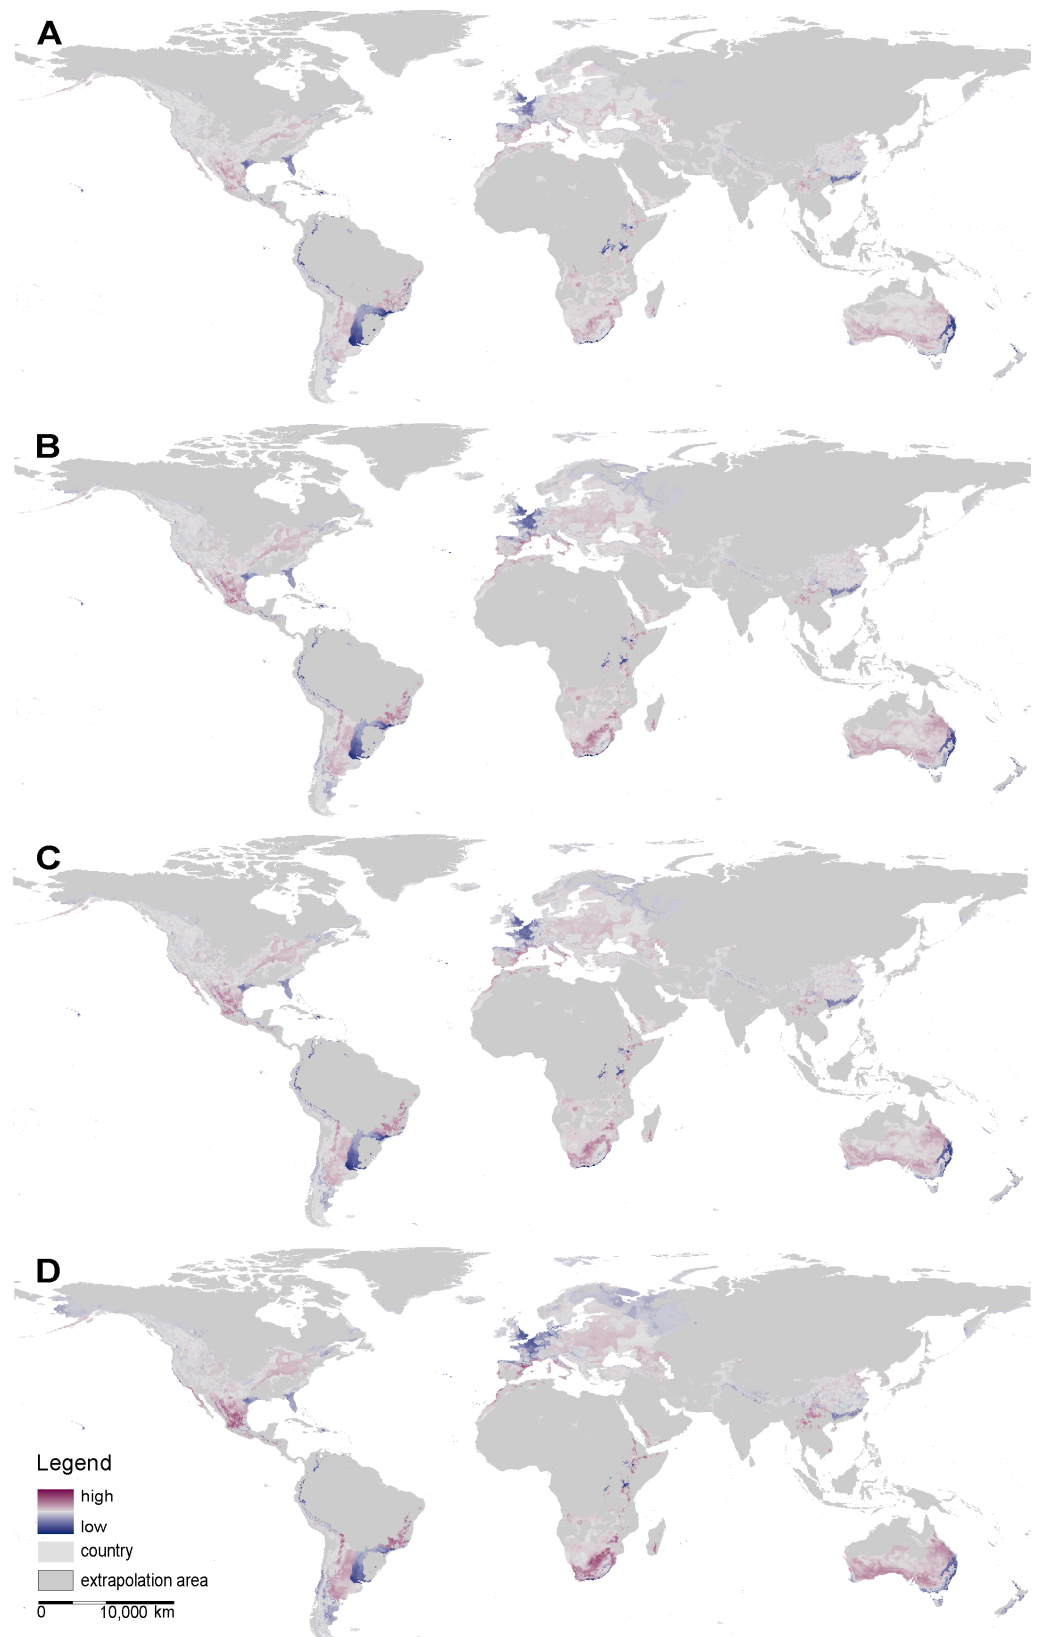 A
B
C
D
Legend
high
low
country
extrapolation area
0 10,000 km